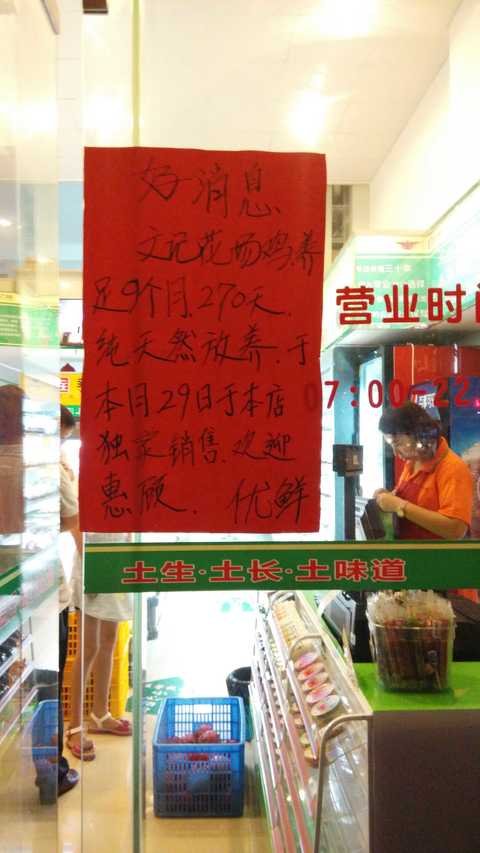 好消息
文记花场鸡养
足9个月.270天.
纯天然放养.于
本月29日于本店
独家销售.欢迎
惠顾. 优鲜
营业时间
07:00-22
土生·土长·土味道